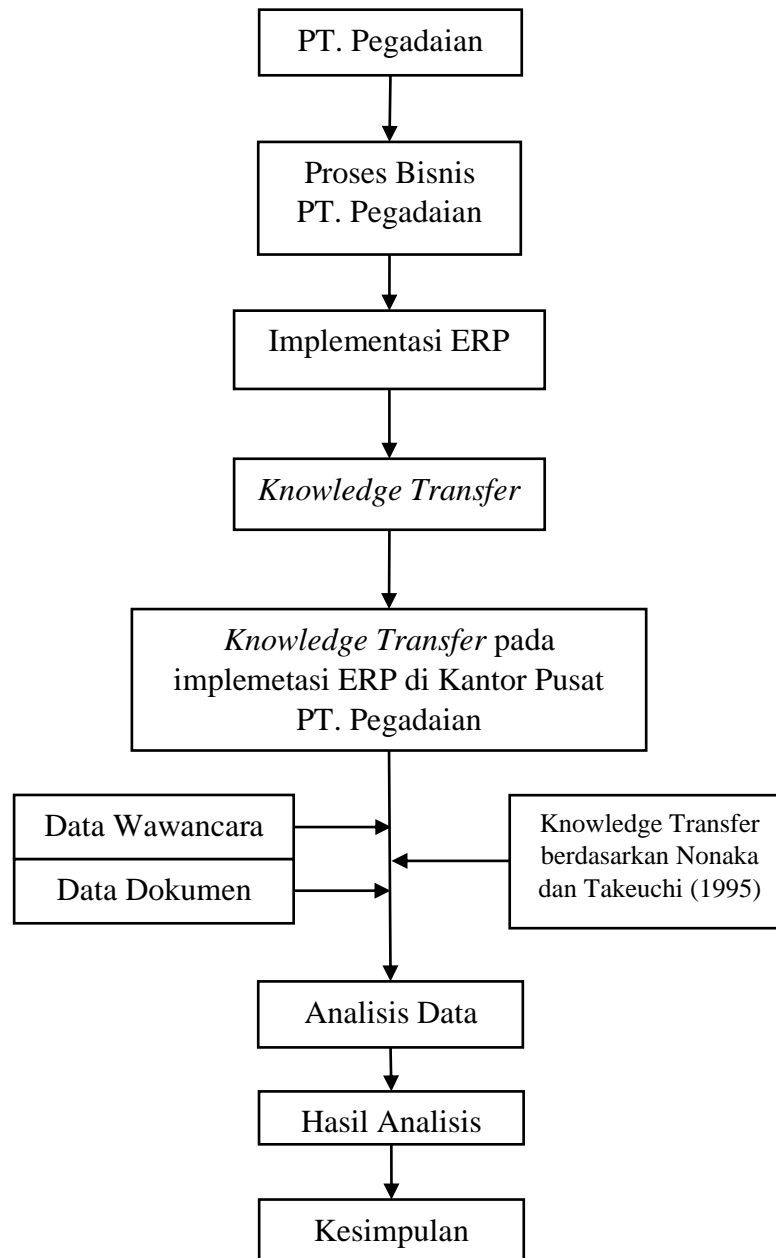 PT. Pegadaian
Proses Bisnis
PT. Pegadaian
Implementasi ERP
Knowledge Transfer
Knowledge Transfer pada
implemetasi ERP di Kantor Pusat
PT. Pegadaian
Data Wawancara
Data Dokumen
Knowledge Transfer
berdasarkan Nonaka
dan Takeuchi (1995)
Analisis Data
Hasil Analisis
Kesimpulan